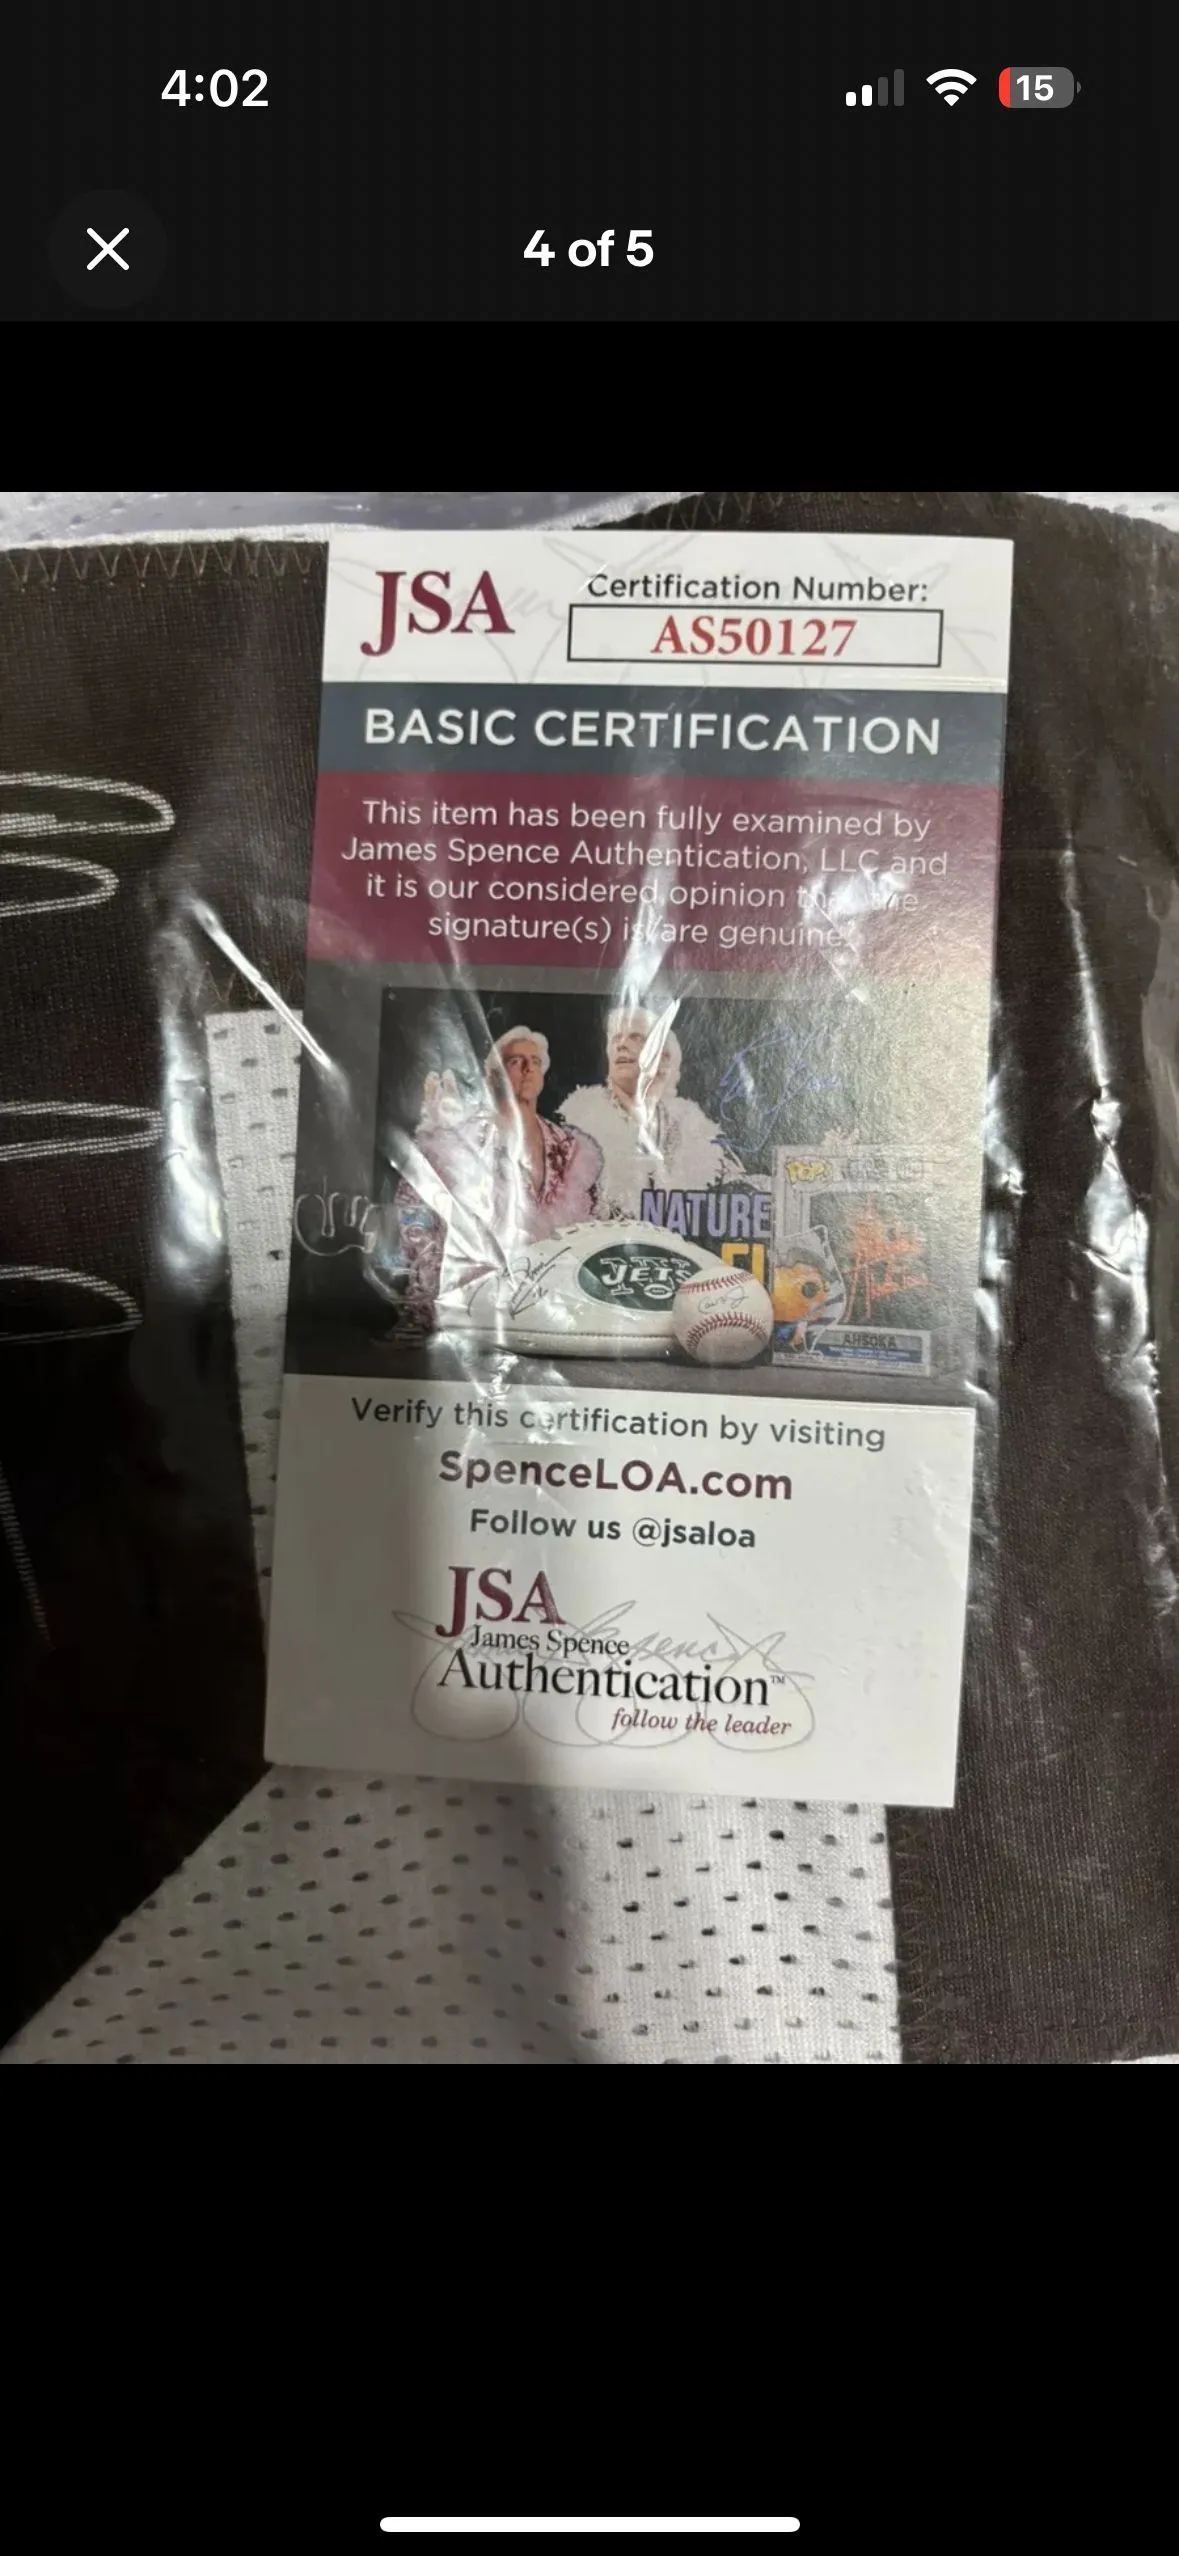 4:02
15
4 of 5
JSA
Certification Number:
AS50127
BASIC CERTIFICATION
This item has been fully examined by
James Spence Authentication, LLC and
it is our considered opinion the
signature(s) is/are genuine.
NATURE
JETS
POP!
AHSOKA
Verify this certification by visiting
SpenceLOA.com
Follow us @jsaloa
JSA
James Spence
Authentication™
follow the leader